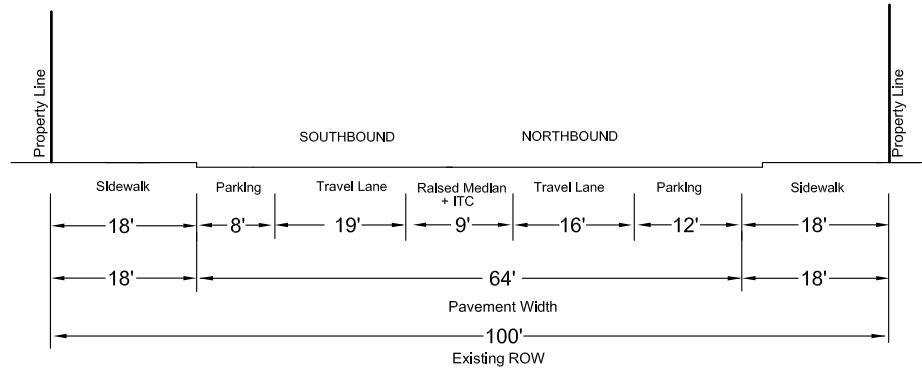 Property Line
Property Line
SOUTHBOUND NORTHBOUND
Sidewalk Parking Travel Lane Raised Median Travel Lane Parking Sidewalk
+ ITC
18' 8' 19' 9' 16' 12' 18'
18' 64' 18'
Pavement Width
100'
Existing ROW